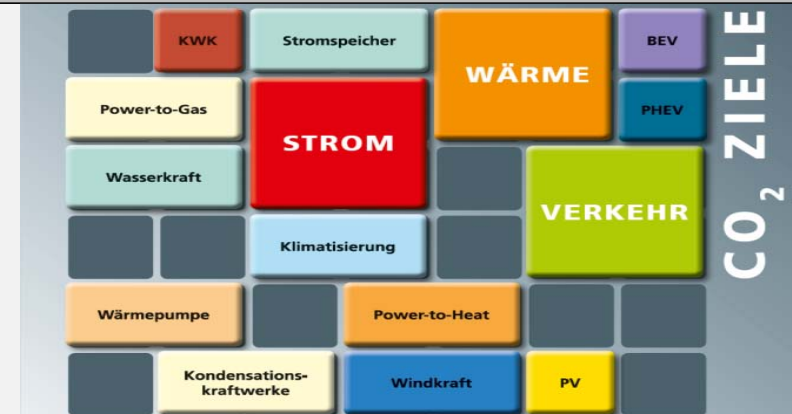 KWK
Stromspeicher
WÄRME
BEV
Power-to-Gas
STROM
PHEV
Wasserkraft
VERKEHR
Klimatisierung
Wärmepumpe
Power-to-Heat
Kondensations-
kraftwerke
Windkraft
PV
CO₂ ZIELE